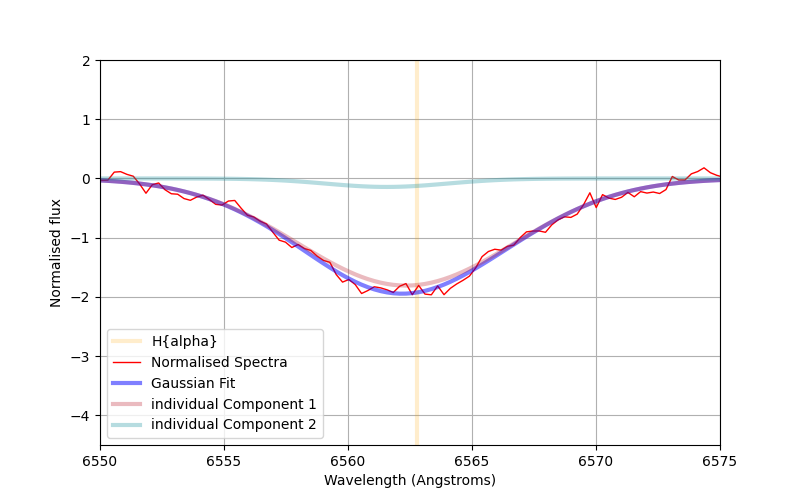 2
1
0
−1
−2
−3
−4
Normalised flux
H{alpha}
Normalised Spectra
Gaussian Fit
individual Component 1
individual Component 2
6550 6555 6560 6565 6570 6575
Wavelength (Angstroms)